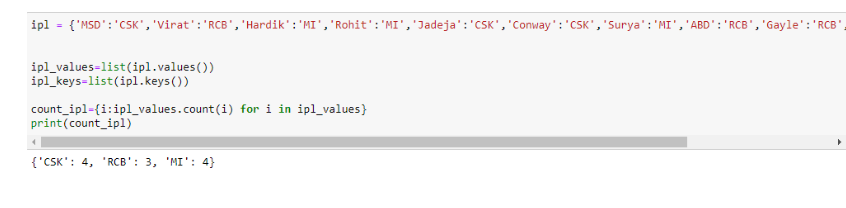 ipl = {'MSD':'CSK','Virat':'RCB','Hardik':'MI','Rohit':'MI','Jadeja':'CSK','Conway':'CSK','Surya':'MI','ABD':'RCB','Gayle':'RCB',
ipl_values=list(ipl.values())
ipl_keys=list(ipl.keys())
count_ipl={i:ipl_values.count(i) for i in ipl_values}
print(count_ipl)
{'CSK': 4, 'RCB': 3, 'MI': 4}